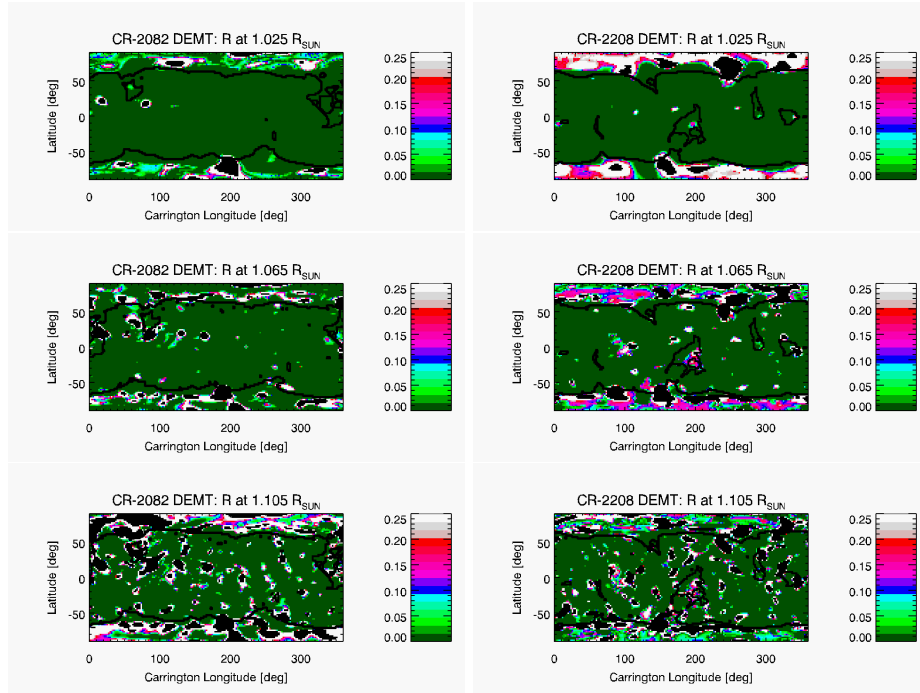 CR-2082 DEMT: R at 1.025 R_SUN
Latitude [deg]
50
0
-50
0 100 200 300
Carrington Longitude [deg]
0.25
0.20
0.15
0.10
0.05
0.00
CR-2208 DEMT: R at 1.025 R_SUN
Latitude [deg]
50
0
-50
0 100 200 300
Carrington Longitude [deg]
0.25
0.20
0.15
0.10
0.05
0.00
CR-2082 DEMT: R at 1.065 R_SUN
Latitude [deg]
50
0
-50
0 100 200 300
Carrington Longitude [deg]
0.25
0.20
0.15
0.10
0.05
0.00
CR-2208 DEMT: R at 1.065 R_SUN
Latitude [deg]
50
0
-50
0 100 200 300
Carrington Longitude [deg]
0.25
0.20
0.15
0.10
0.05
0.00
CR-2082 DEMT: R at 1.105 R_SUN
Latitude [deg]
50
0
-50
0 100 200 300
Carrington Longitude [deg]
0.25
0.20
0.15
0.10
0.05
0.00
CR-2208 DEMT: R at 1.105 R_SUN
Latitude [deg]
50
0
-50
0 100 200 300
Carrington Longitude [deg]
0.25
0.20
0.15
0.10
0.05
0.00